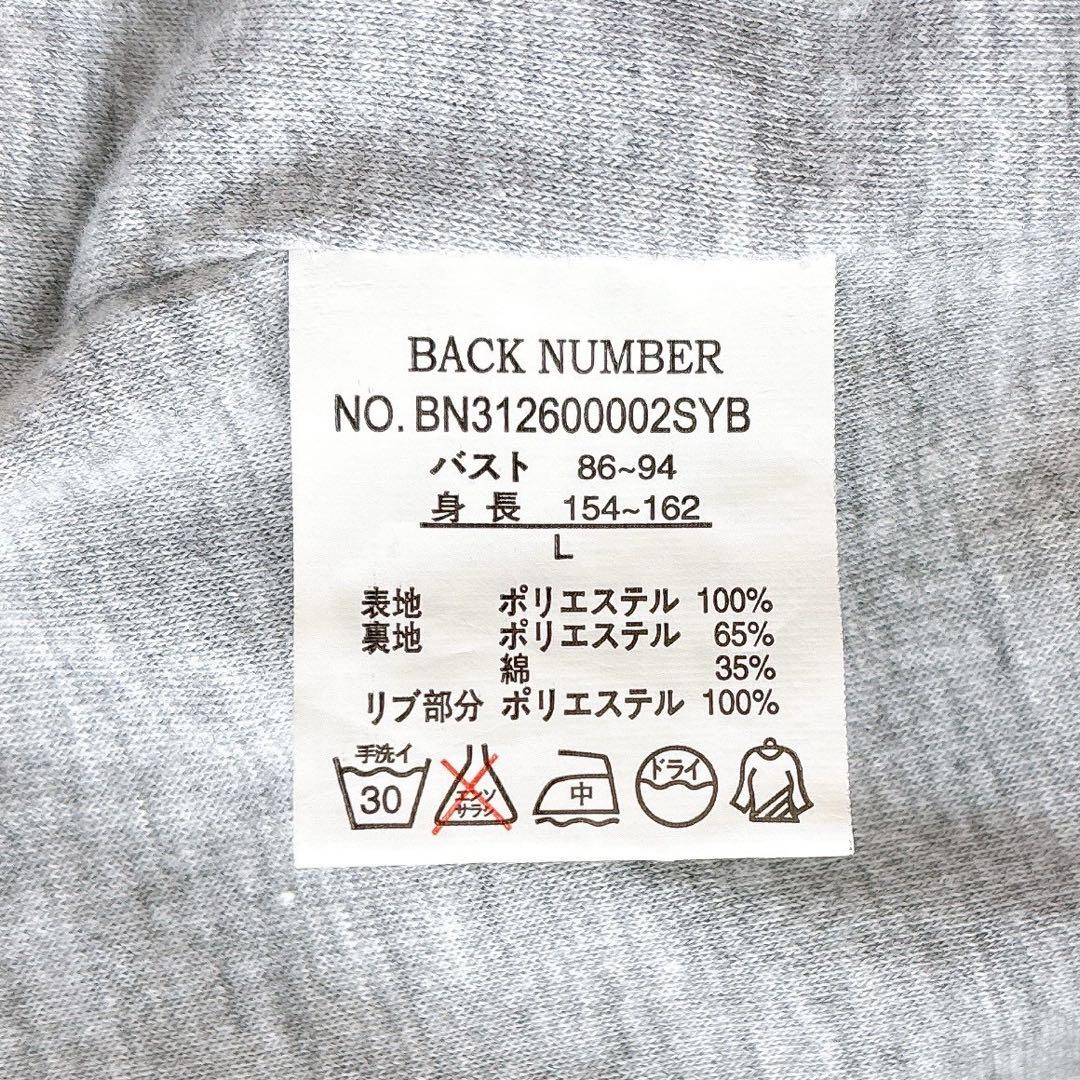 BACK NUMBER
NO. BN312600002SYB
バスト 86~94
身長 154~162
L
表地 ポリエステル 100%
裏地 ポリエステル 65%
綿 35%
リブ部分 ポリエステル 100%
手洗イ
30
エンソ
サラシ
中
ドライ